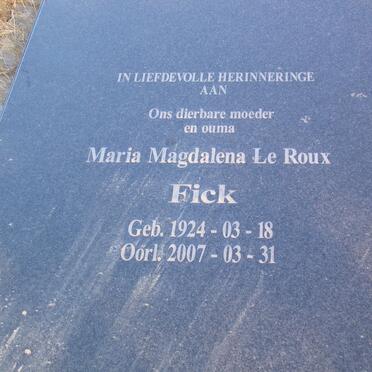 IN LIEFDEVOLLE HERINNERINGE
AAN
Ons dierbare moeder
en ouma
Maria Magdalena Le Roux
Fick
Geb. 1924 - 03 - 18
Oorl. 2007 - 03 - 31